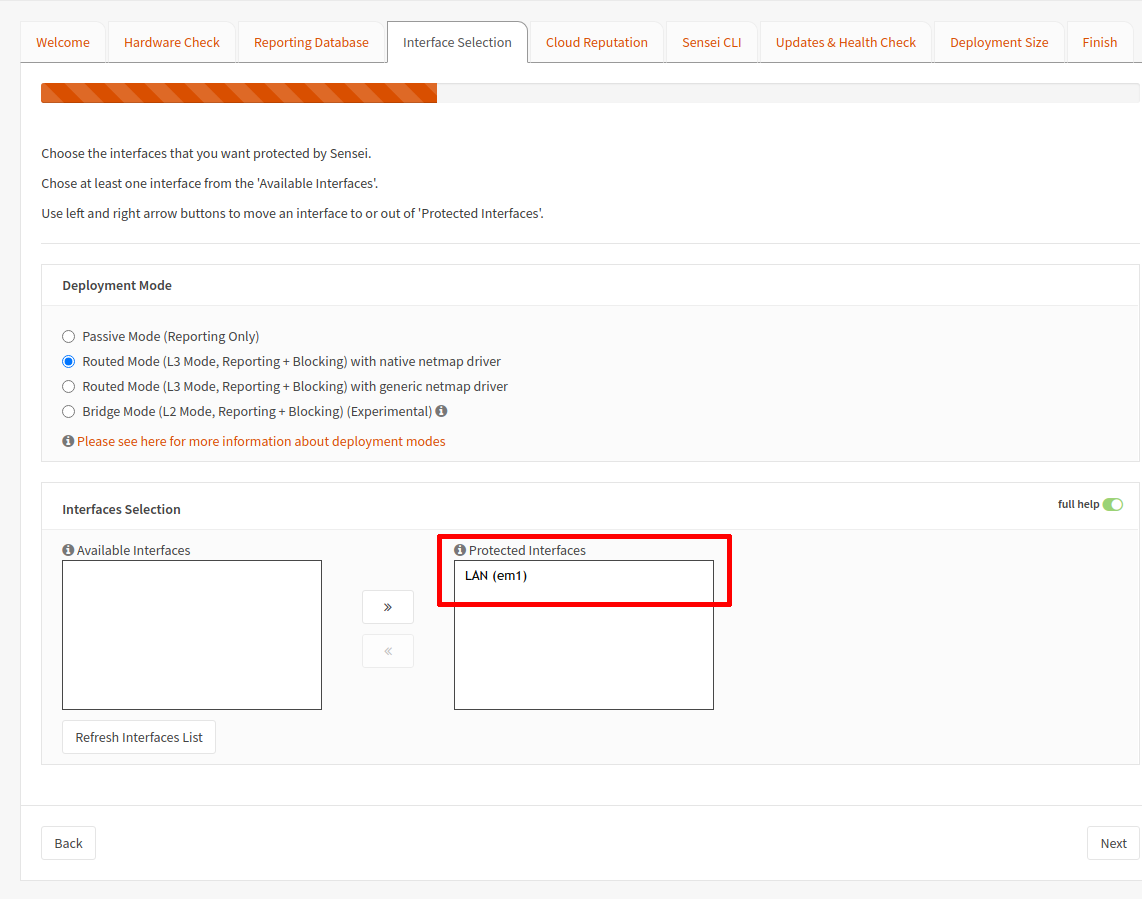 Welcome Hardware Check Reporting Database Interface Selection Cloud Reputation Sensei CLI Updates & Health Check Deployment Size Finish
Choose the interfaces that you want protected by Sensei.
Chose at least one interface from the 'Available Interfaces'.
Use left and right arrow buttons to move an interface to or out of 'Protected Interfaces'.
Deployment Mode
Passive Mode (Reporting Only)
Routed Mode (L3 Mode, Reporting + Blocking) with native netmap driver
Routed Mode (L3 Mode, Reporting + Blocking) with generic netmap driver
Bridge Mode (L2 Mode, Reporting + Blocking) (Experimental)
Please see here for more information about deployment modes
Interfaces Selection full help
Available Interfaces Protected Interfaces
LAN (em1)
»
«
Refresh Interfaces List
Back Next